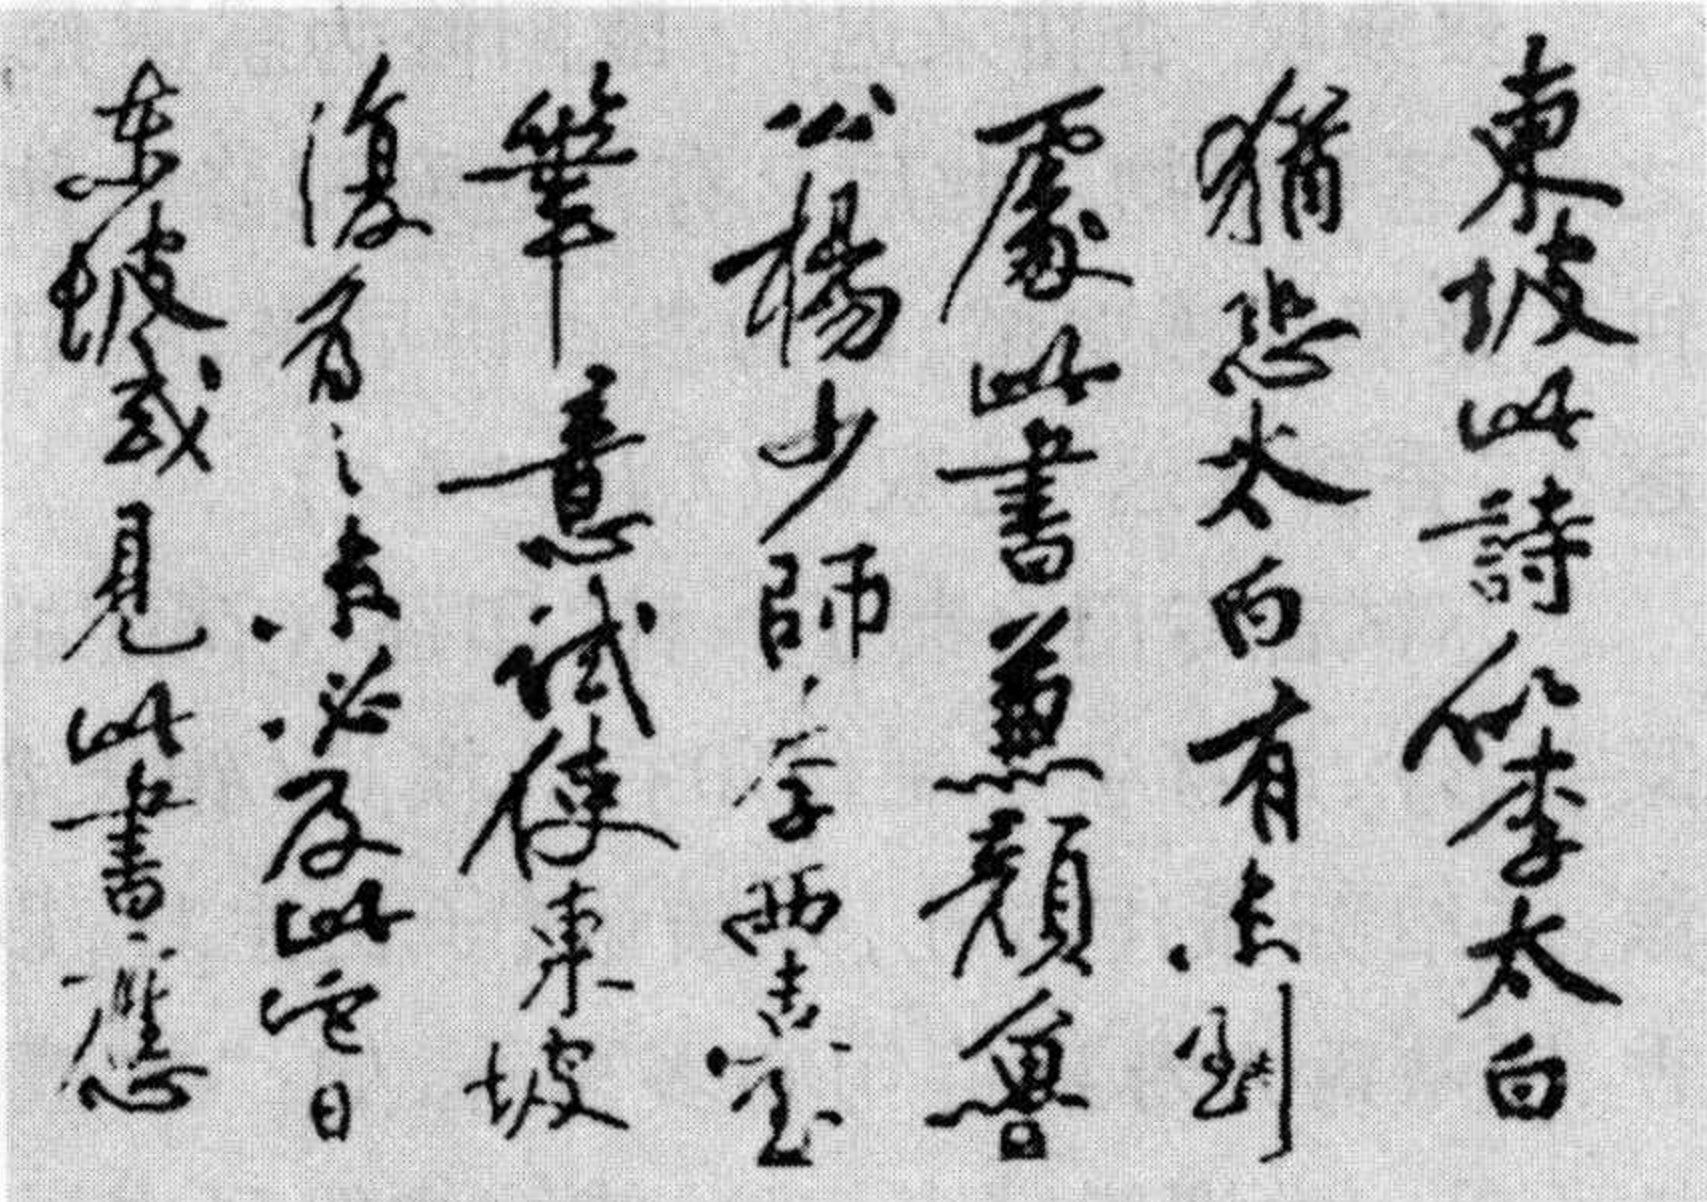 東坡此詩似李太白
猶恐太白有未到
處此書兼顏魯
公楊少師李西臺
筆意試使東坡
復為之未必及此它日
東坡或見此書應